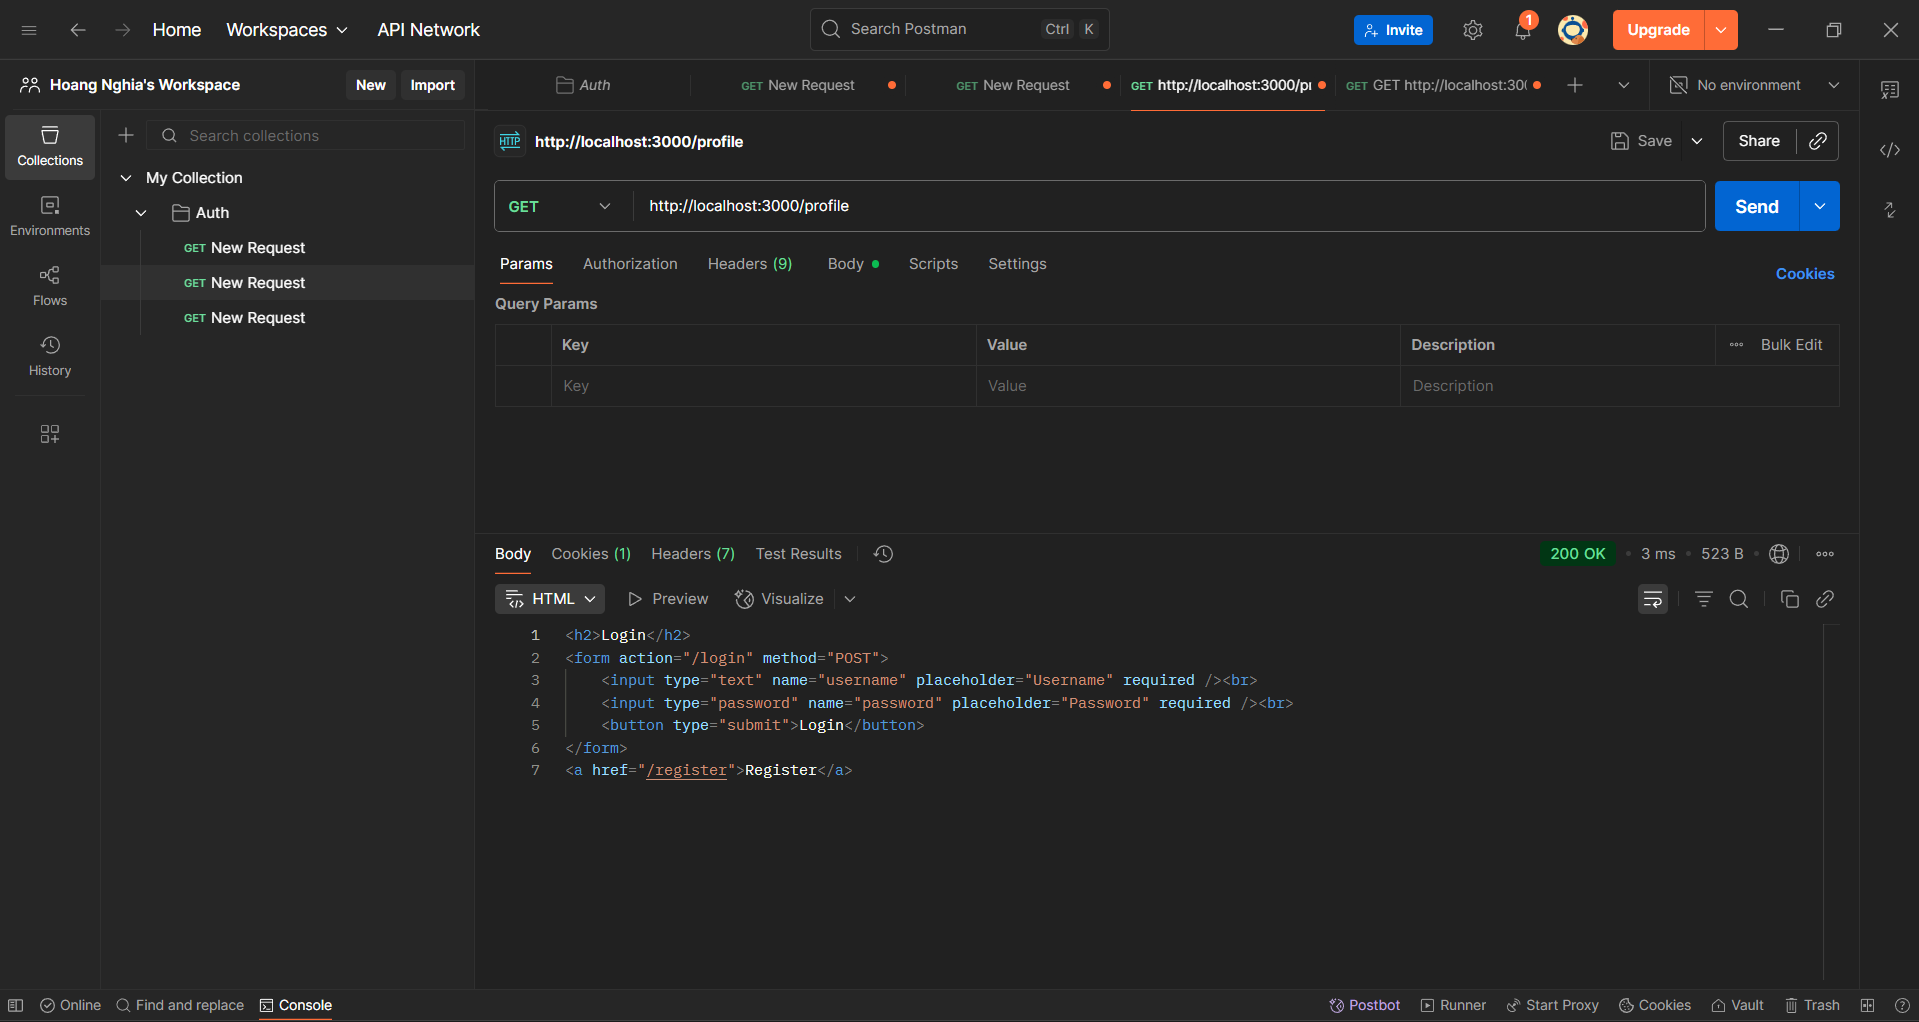 Home Workspaces API Network Search Postman Ctrl K Invite 1 Upgrade
Hoang Nghia's Workspace New Import
Auth GET New Request GET New Request GET http://localhost:3000/pr GET GET http://localhost:300 No environment
Collections
Environments
Flows
History
Search collections
My Collection
Auth
GET New Request
GET New Request
GET New Request
HTTP http://localhost:3000/profile Save Share
GET http://localhost:3000/profile Send
Params Authorization Headers (9) Body Scripts Settings Cookies
Query Params
Key Value Description Bulk Edit
Key Value Description
Body Cookies (1) Headers (7) Test Results 200 OK 3 ms 523 B
HTML Preview Visualize
1 <h2>Login</h2>
2 <form action="/login" method="POST">
3 <input type="text" name="username" placeholder="Username" required /><br>
4 <input type="password" name="password" placeholder="Password" required /><br>
5 <button type="submit">Login</button>
6 </form>
7 <a href="/register">Register</a>
Online Find and replace Console Postbot Runner Start Proxy Cookies Vault Trash